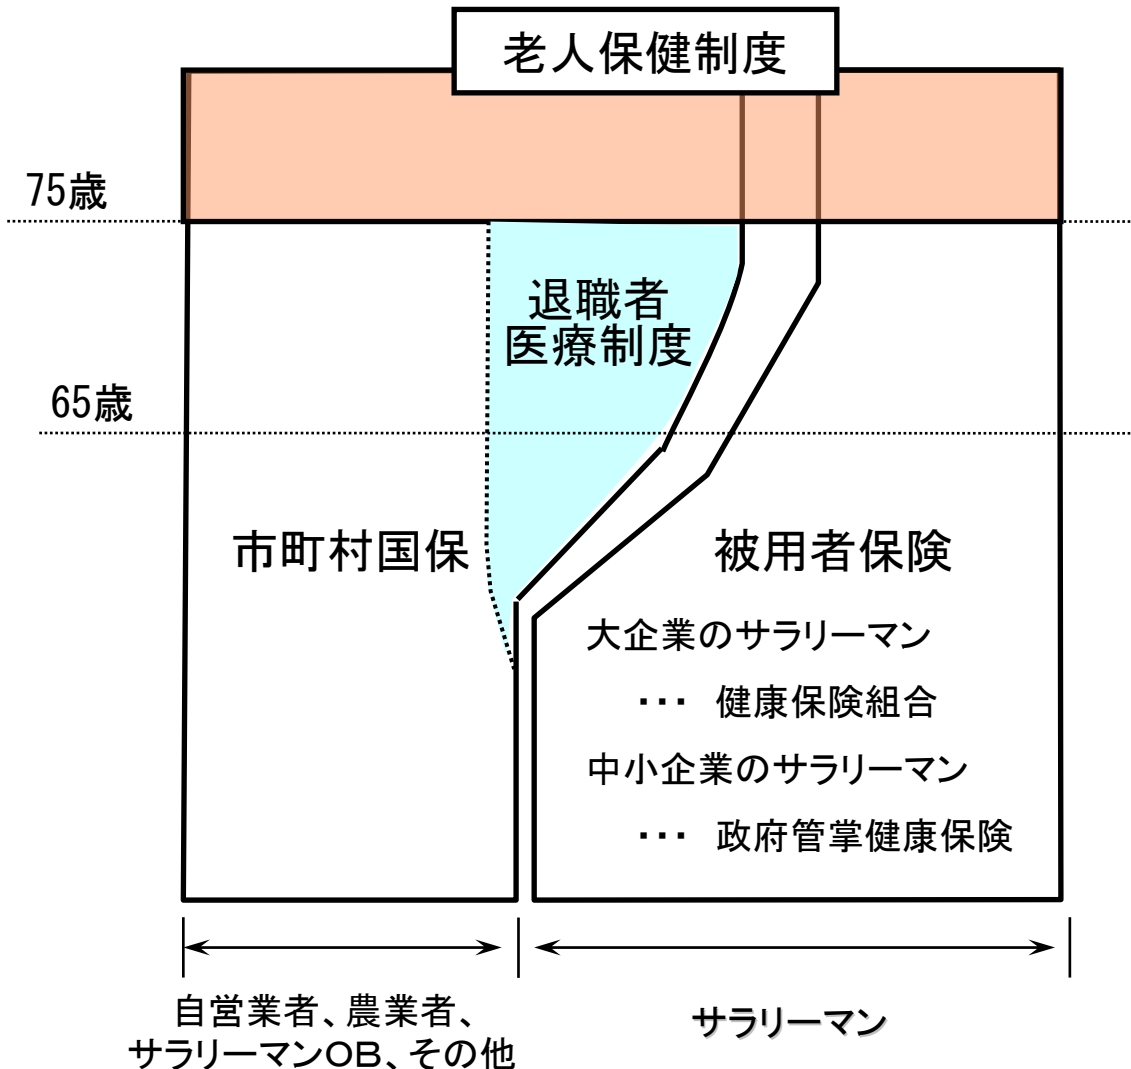 老人保健制度
75歳
退職者
医療制度
65歳
市町村国保
被用者保険
大企業のサラリーマン
・・・ 健康保険組合
中小企業のサラリーマン
・・・ 政府管掌健康保険
自営業者、農業者、
サラリーマンOB、その他
サラリーマン